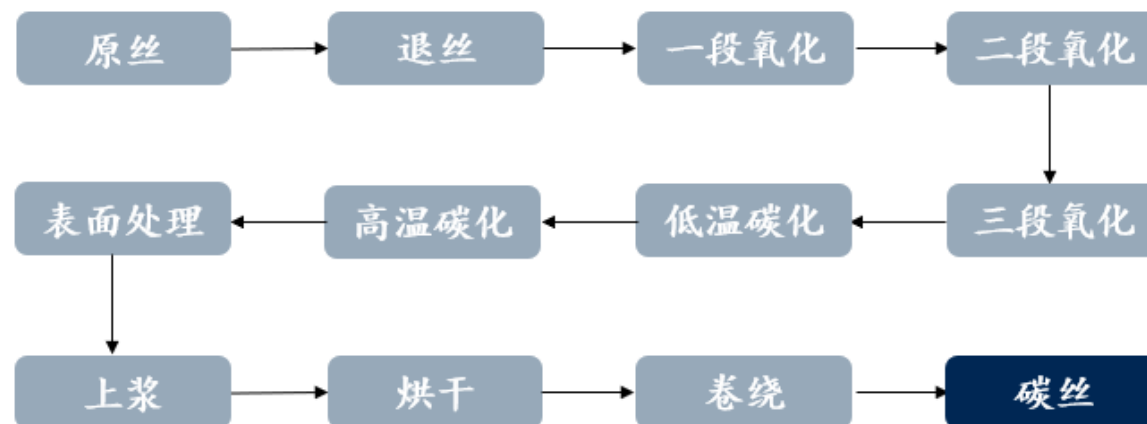 原丝
退丝
一段氧化
二段氧化
三段氧化
低温碳化
高温碳化
表面处理
上浆
烘干
卷绕
碳丝